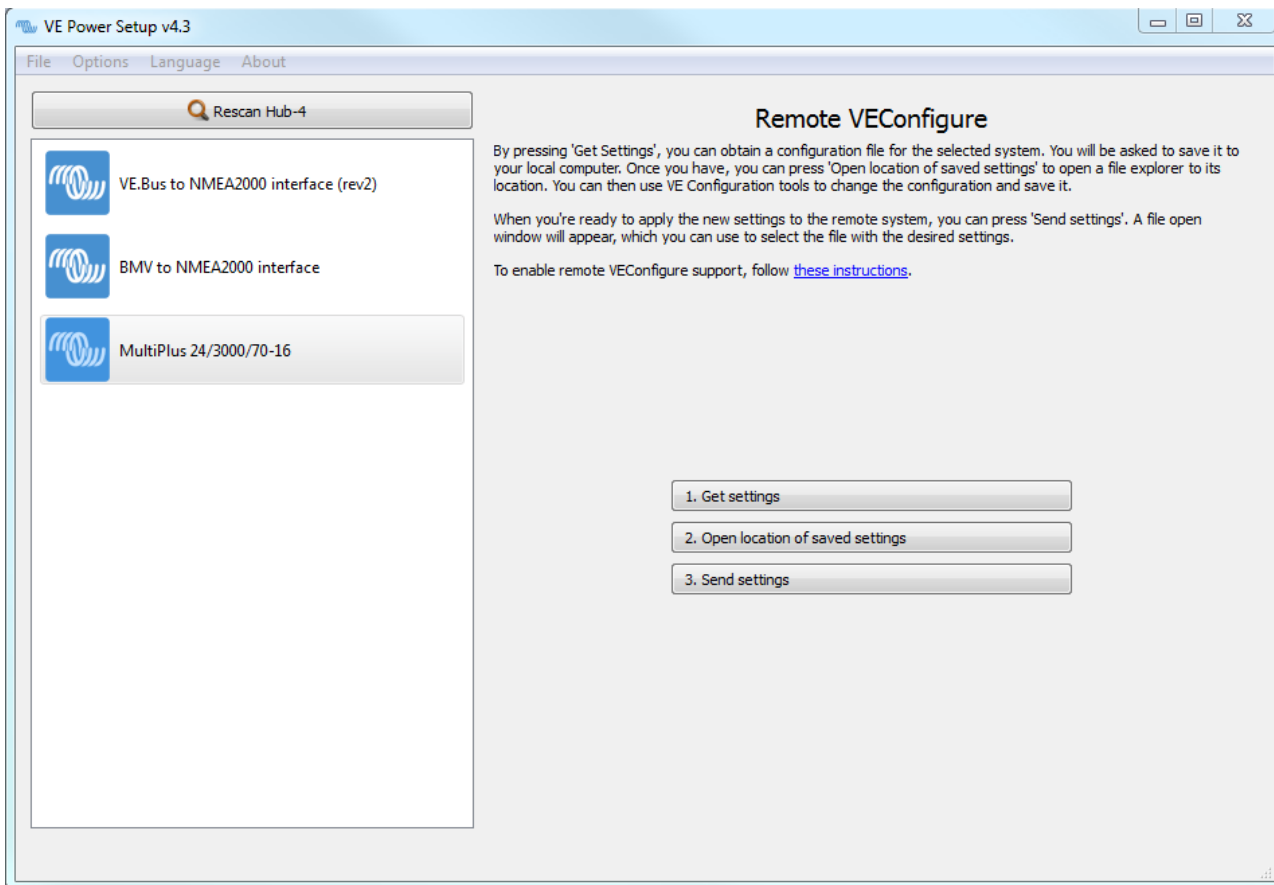 VE Power Setup v4.3
File Options Language About
Rescan Hub-4
VE.Bus to NMEA2000 interface (rev2)
BMV to NMEA2000 interface
MultiPlus 24/3000/70-16
Remote VEConfigure
By pressing 'Get Settings', you can obtain a configuration file for the selected system. You will be asked to save it to
your local computer. Once you have, you can press 'Open location of saved settings' to open a file explorer to its
location. You can then use VE Configuration tools to change the configuration and save it.
When you're ready to apply the new settings to the remote system, you can press 'Send settings'. A file open
window will appear, which you can use to select the file with the desired settings.
To enable remote VEConfigure support, follow these instructions.
1. Get settings
2. Open location of saved settings
3. Send settings